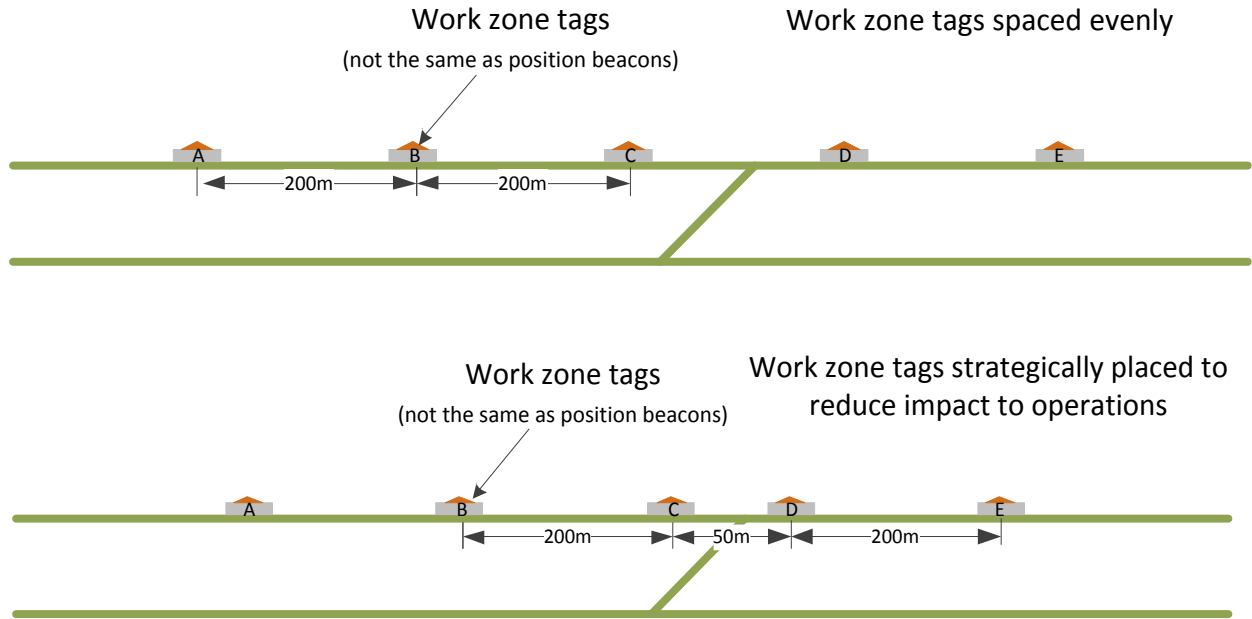 Work zone tags
(not the same as position beacons)
Work zone tags spaced evenly
A
B
C
D
E
200m
200m
Work zone tags
(not the same as position beacons)
Work zone tags strategically placed to
reduce impact to operations
A
B
C
D
E
200m
50m
200m